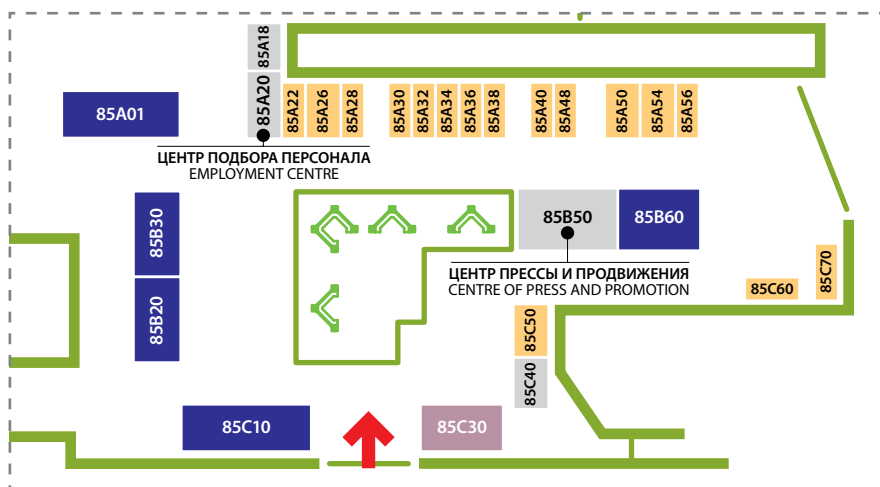 85A18
85A20
85A22
85A26
85A28
85A30
85A32
85A34
85A36
85A38
85A40
85A48
85A50
85A54
85A56
85A01
ЦЕНТР ПОДБОРА ПЕРСОНАЛА
EMPLOYMENT CENTRE
85B30
85B50
85B60
ЦЕНТР ПРЕССЫ И ПРОДВИЖЕНИЯ
CENTRE OF PRESS AND PROMOTION
85C70
85C60
85B20
85C50
85C40
85C10
85C30